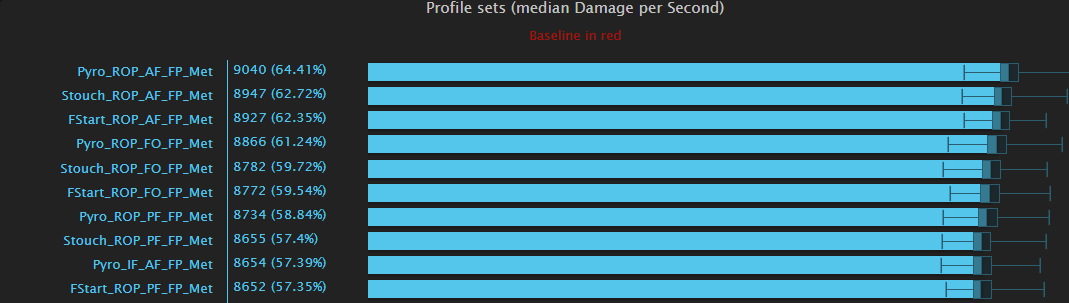 Profile sets (median Damage per Second)
Baseline in red
Pyro_ROP_AF_FP_Met 9040 (64.41%)
Stouch_ROP_AF_FP_Met 8947 (62.72%)
FStart_ROP_AF_FP_Met 8927 (62.35%)
Pyro_ROP_FO_FP_Met 8866 (61.24%)
Stouch_ROP_FO_FP_Met 8782 (59.72%)
FStart_ROP_FO_FP_Met 8772 (59.54%)
Pyro_ROP_PF_FP_Met 8734 (58.84%)
Stouch_ROP_PF_FP_Met 8655 (57.4%)
Pyro_IF_AF_FP_Met 8654 (57.39%)
FStart_ROP_PF_FP_Met 8652 (57.35%)